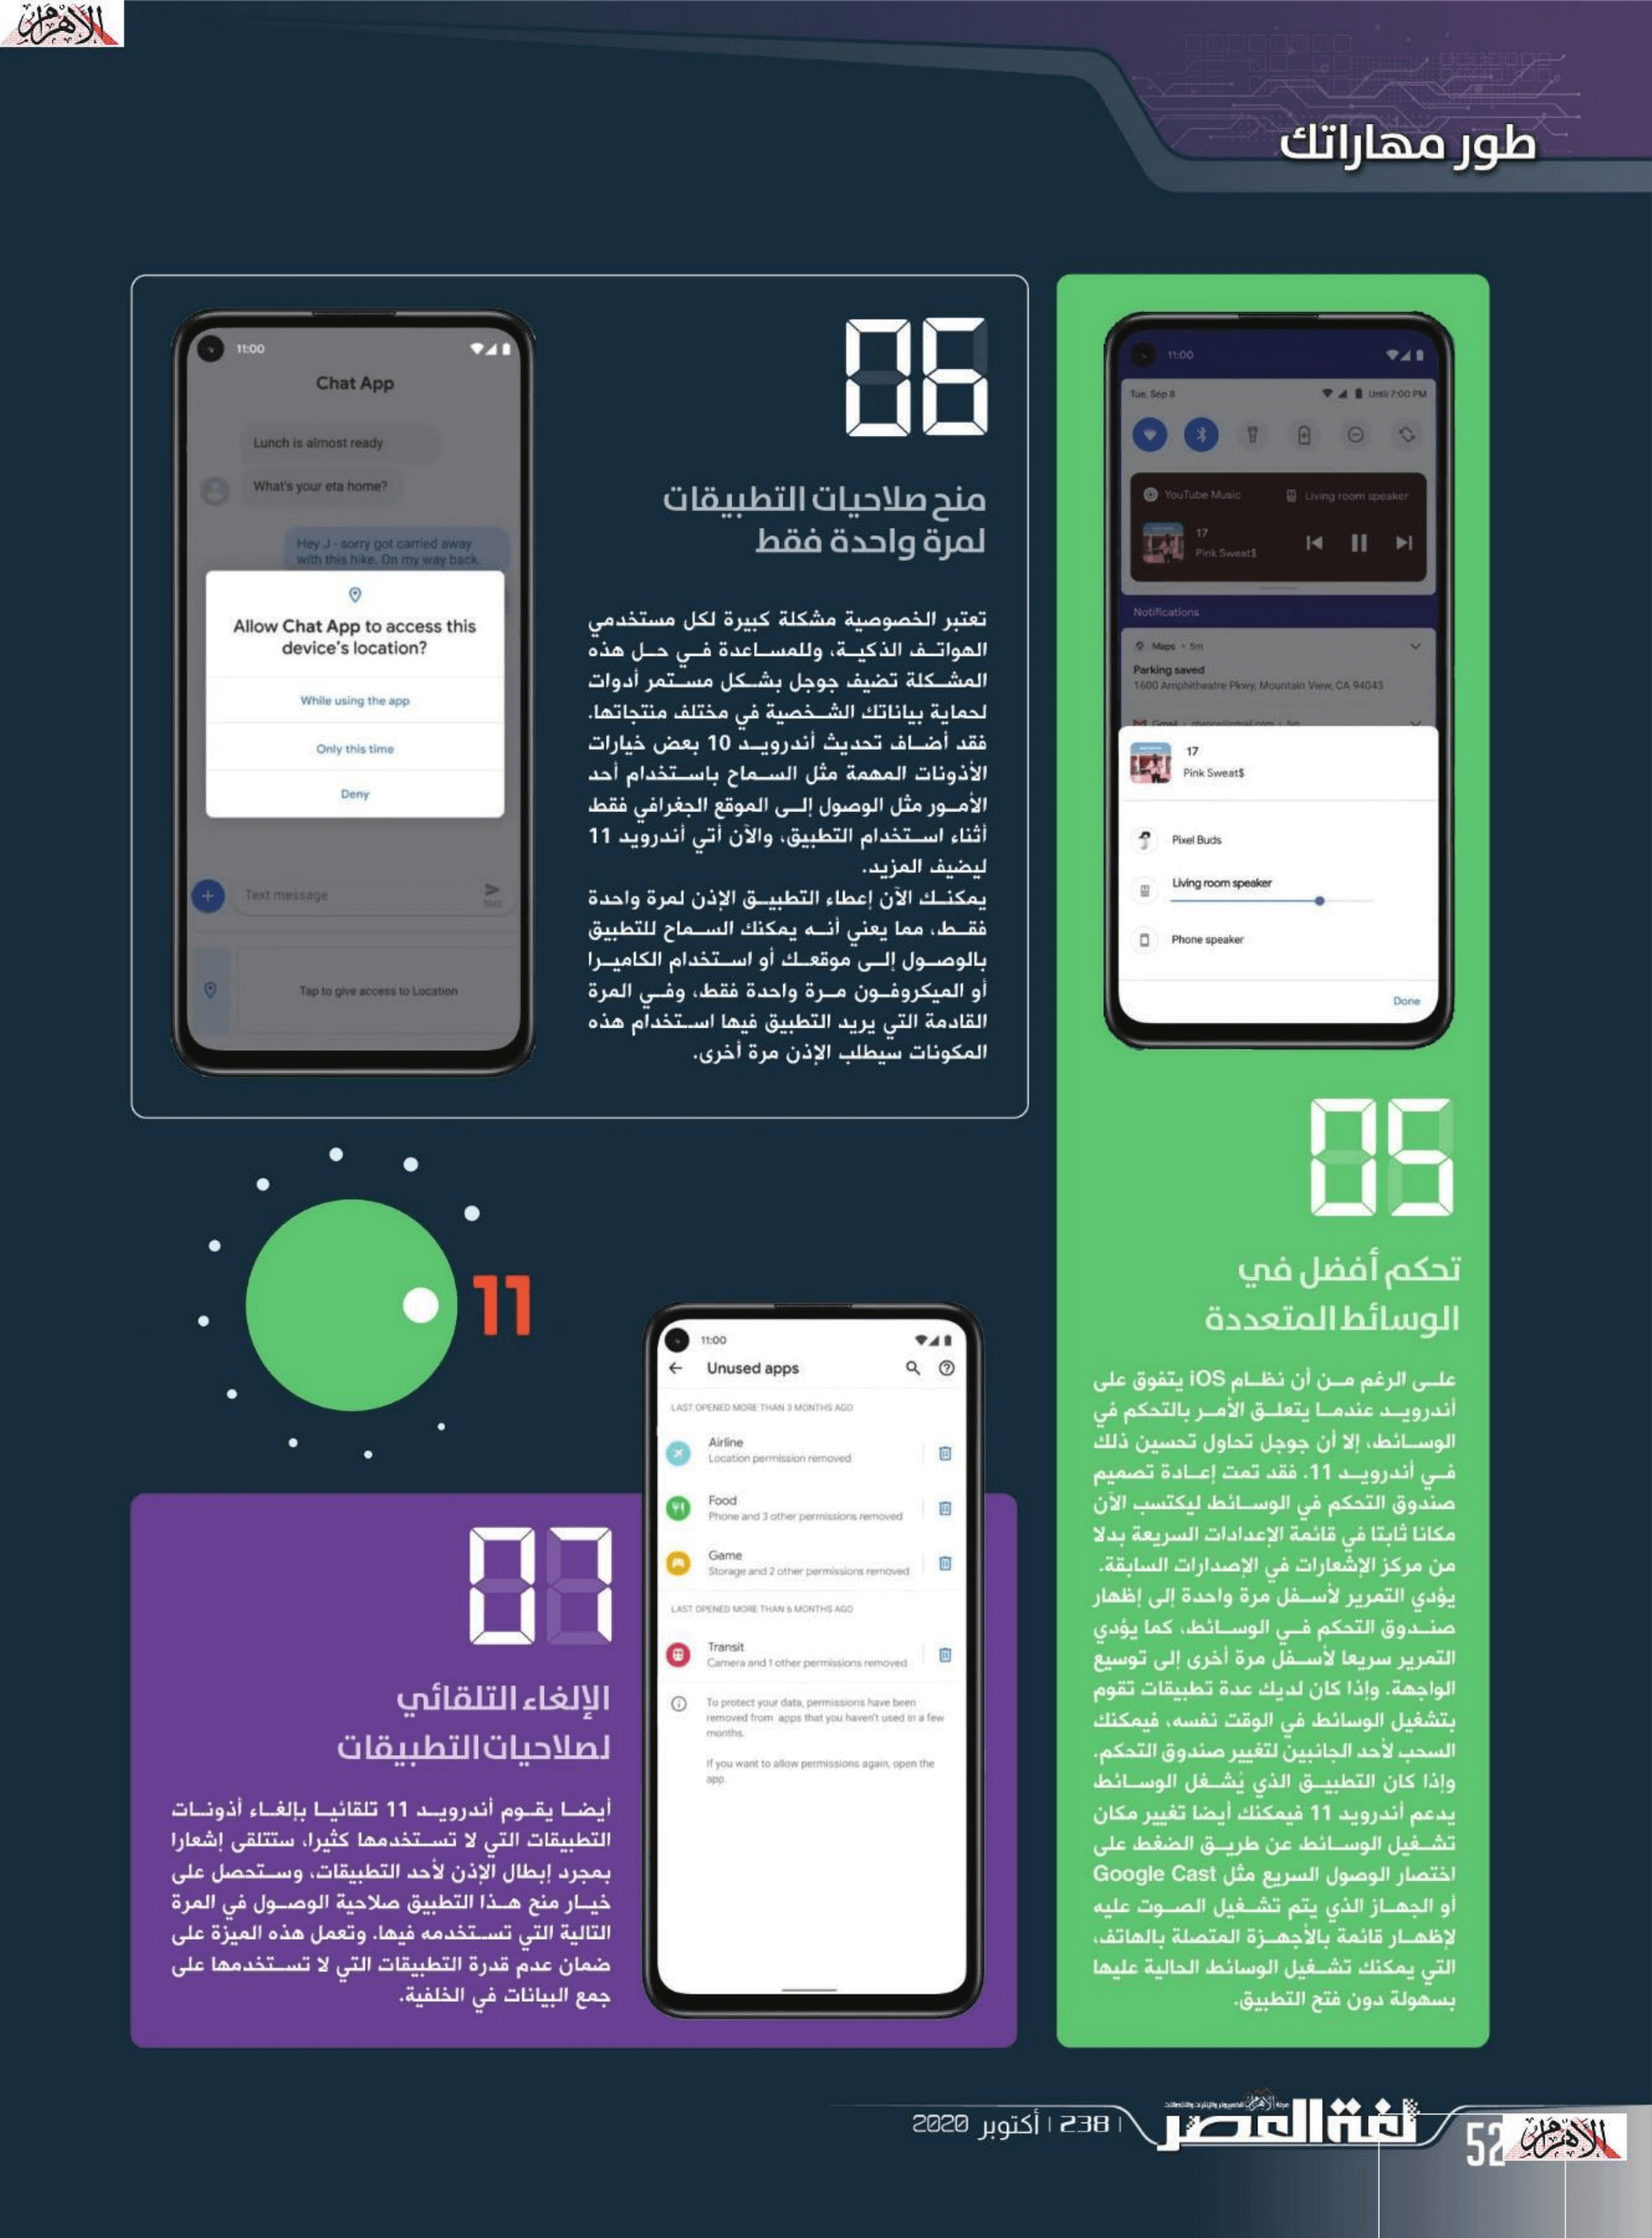 الأهرام
طور مهاراتك
11:00
Tue, Sep 8
Until 7:00 PM
YouTube Music
Living room speaker
17
Pink Sweat$
Notifications
Maps • 5m
Parking saved
1600 Amphitheatre Pkwy, Mountain View, CA 94043
17
Pink Sweat$
Pixel Buds
Living room speaker
Phone speaker
Done
05
تحكم أفضل في
الوسائط المتعددة
على الرغم من أن نظام iOS يتفوق على
أندرويد عندما يتعلق الأمر بالتحكم في
الوسائط، إلا أن جوجل تحاول تحسين ذلك
في أندرويد 11. فقد تمت إعادة تصميم
صندوق التحكم في الوسائط ليكتسب الآن
مكانا ثابتا في قائمة الإعدادات السريعة بدلا
من مركز الإشعارات في الإصدارات السابقة.
يؤدي التمرير لأسفل مرة واحدة إلى إظهار
صندوق التحكم في الوسائط، كما يؤدي
التمرير سريعا لأسفل مرة أخرى إلى توسيع
الواجهة. وإذا كان لديك عدة تطبيقات تقوم
بتشغيل الوسائط في الوقت نفسه، فيمكنك
السحب لأحد الجانبين لتغيير صندوق التحكم.
وإذا كان التطبيق الذي يُشغل الوسائط
يدعم أندرويد 11 فيمكنك أيضا تغيير مكان
تشغيل الوسائط عن طريق الضغط على
اختصار الوصول السريع مثل Google Cast
أو الجهاز الذي يتم تشغيل الصوت عليه
لإظهار قائمة بالأجهزة المتصلة بالهاتف،
التي يمكنك تشغيل الوسائط الحالية عليها
بسهولة دون فتح التطبيق.
06
منح صلاحيات التطبيقات
لمرة واحدة فقط
تعتبر الخصوصية مشكلة كبيرة لكل مستخدمي
الهواتف الذكية، وللمساعدة في حل هذه
المشكلة تضيف جوجل بشكل مستمر أدوات
لحماية بياناتك الشخصية في مختلف منتجاتها.
فقد أضاف تحديث أندرويد 10 بعض خيارات
الأذونات المهمة مثل السماح باستخدام أحد
الأمور مثل الوصول إلى الموقع الجغرافي فقط
أثناء استخدام التطبيق، والآن أتي أندرويد 11
ليضيف المزيد.
يمكنك الآن إعطاء التطبيق الإذن لمرة واحدة
فقط، مما يعني أنه يمكنك السماح للتطبيق
بالوصول إلى موقعك أو استخدام الكاميرا
أو الميكروفون مرة واحدة فقط، وفي المرة
القادمة التي يريد التطبيق فيها استخدام هذه
المكونات سيطلب الإذن مرة أخرى.
11:00
Chat App
Lunch is almost ready
What's your eta home?
Hey J - sorry got carried away
with this hike. On my way back
Allow Chat App to access this
device's location?
While using the app
Only this time
Deny
Text message
SMS
Tap to give access to Location
11
11:00
Unused apps
LAST OPENED MORE THAN 3 MONTHS AGO
Airline
Location permission removed
Food
Phone and 3 other permissions removed
Game
Storage and 2 other permissions removed
LAST OPENED MORE THAN 6 MONTHS AGO
Transit
Camera and 1 other permissions removed
To protect your data, permissions have been
removed from apps that you haven't used in a few
months.
If you want to allow permissions again, open the
app.
07
الإلغاء التلقائي
لصلاحيات التطبيقات
أيضا يقوم أندرويد 11 تلقائيا بإلغاء أذونات
التطبيقات التي لا تستخدمها كثيرا، ستتلقى إشعارا
بمجرد إبطال الإذن لأحد التطبيقات، وستحصل على
خيار منح هذا التطبيق صلاحية الوصول في المرة
التالية التي تستخدمه فيها. وتعمل هذه الميزة على
ضمان عدم قدرة التطبيقات التي لا تستخدمها على
جمع البيانات في الخلفية.
52
لغة العصر
| 238 | أكتوبر 2020
الأهرام